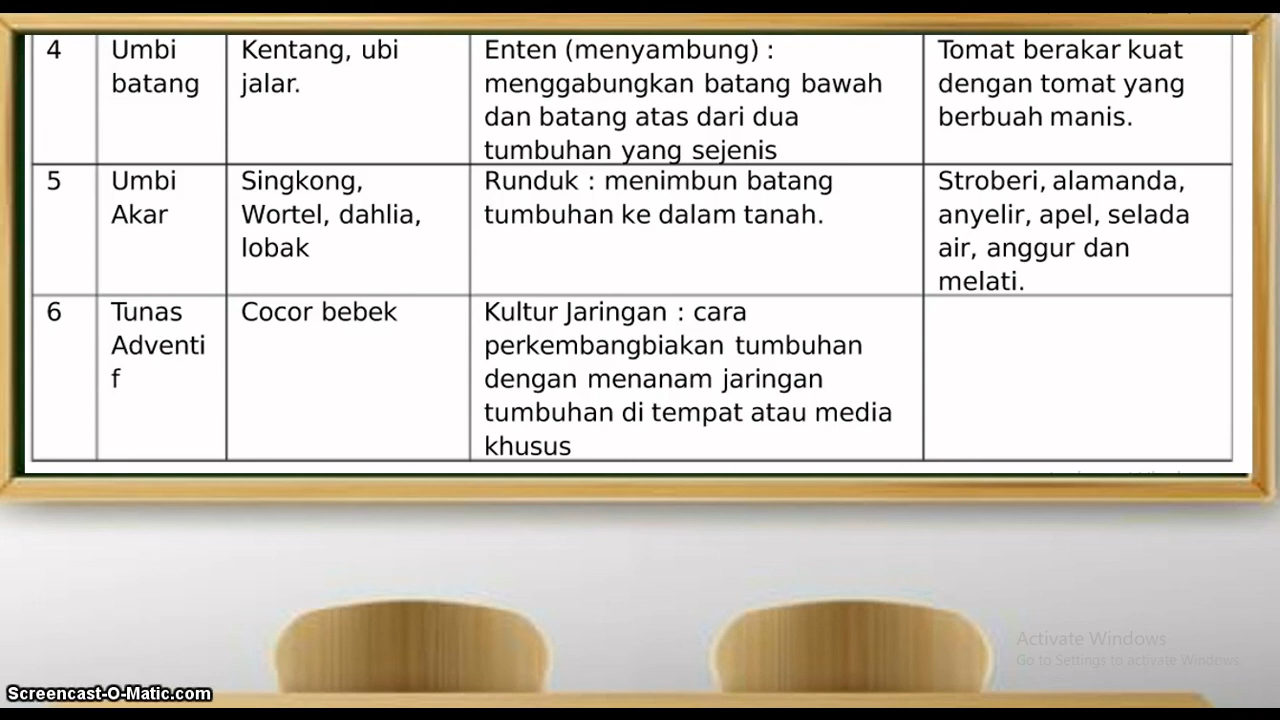 4
Umbi
batang
Kentang, ubi
jalar.
Enten (menyambung) :
menggabungkan batang bawah
dan batang atas dari dua
tumbuhan yang sejenis
Tomat berakar kuat
dengan tomat yang
berbuah manis.
5
Umbi
Akar
Singkong,
Wortel, dahlia,
lobak
Runduk : menimbun batang
tumbuhan ke dalam tanah.
Stroberi, alamanda,
anyelir, apel, selada
air, anggur dan
melati.
6
Tunas
Adventi
f
Cocor bebek
Kultur Jaringan : cara
perkembangbiakan tumbuhan
dengan menanam jaringan
tumbuhan di tempat atau media
khusus
Activate Windows
Go to Settings to activate Windows.
Screencast-O-Matic.com